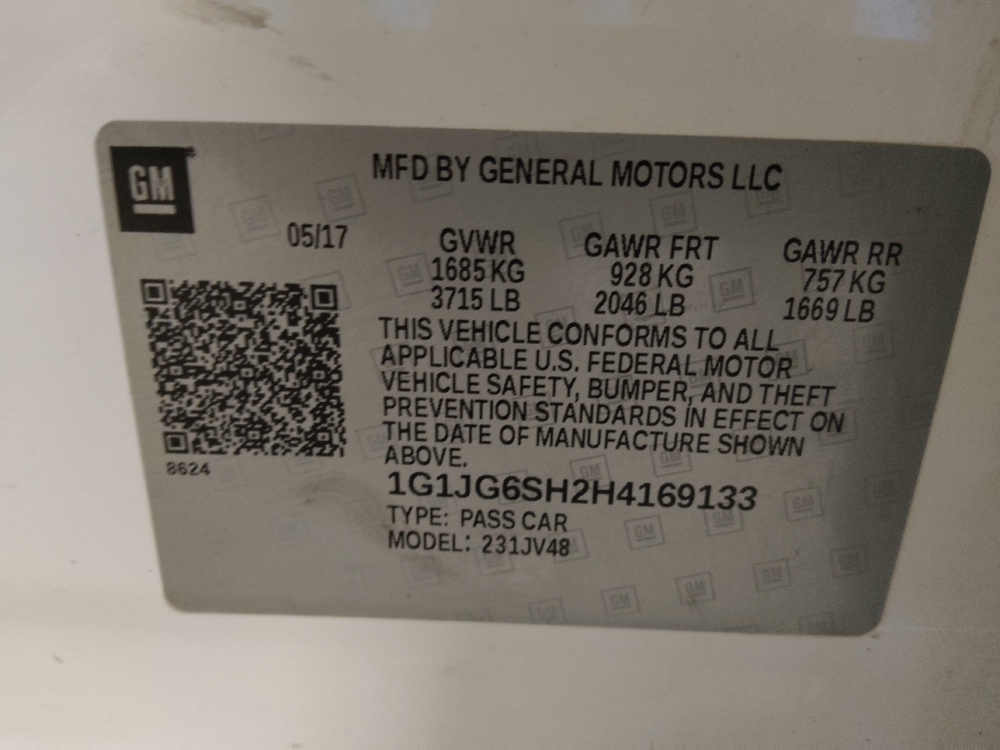 GM
MFD BY GENERAL MOTORS LLC
05/17
GVWR GAWR FRT GAWR RR
1685 KG 928 KG 757 KG
3715 LB 2046 LB 1669 LB
THIS VEHICLE CONFORMS TO ALL
APPLICABLE U.S. FEDERAL MOTOR
VEHICLE SAFETY, BUMPER, AND THEFT
PREVENTION STANDARDS IN EFFECT ON
THE DATE OF MANUFACTURE SHOWN
ABOVE.
8624
1G1JG6SH2H4169133
TYPE: PASS CAR
MODEL: 231JV48